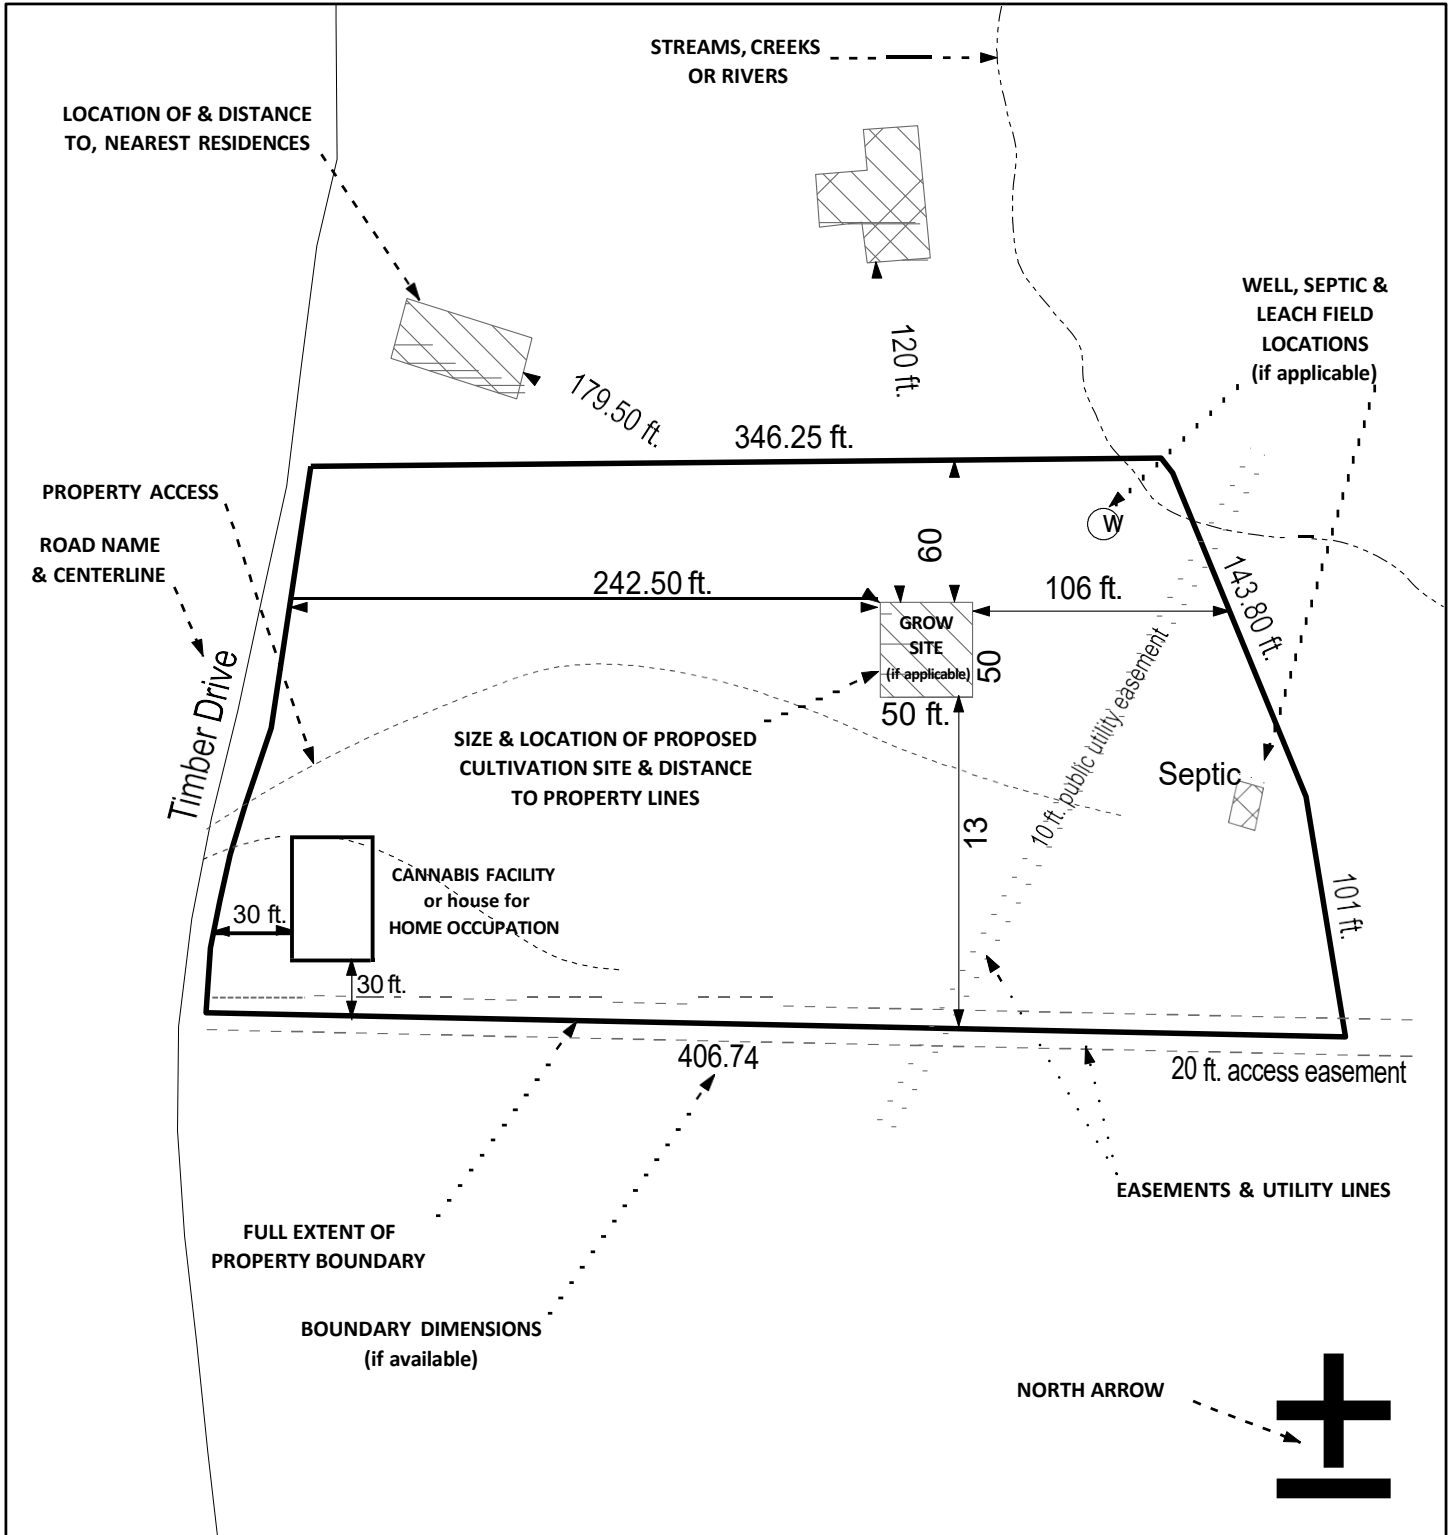 STREAMS, CREEKS
OR RIVERS
LOCATION OF & DISTANCE
TO, NEAREST RESIDENCES
WELL, SEPTIC &
LEACH FIELD
LOCATIONS
(if applicable)
120 ft.
179.50 ft.
346.25 ft.
PROPERTY ACCESS
ROAD NAME
& CENTERLINE
W
60
242.50 ft.
106 ft.
143.80 ft.
GROW
SITE
(if applicable)
50
50 ft.
10 ft. public utility easement
Timber Drive
SIZE & LOCATION OF PROPOSED
CULTIVATION SITE & DISTANCE
TO PROPERTY LINES
Septic
13
CANNABIS FACILITY
or house for
HOME OCCUPATION
101 ft.
30 ft.
30 ft.
406.74
20 ft. access easement
EASEMENTS & UTILITY LINES
FULL EXTENT OF
PROPERTY BOUNDARY
BOUNDARY DIMENSIONS
(if available)
NORTH ARROW